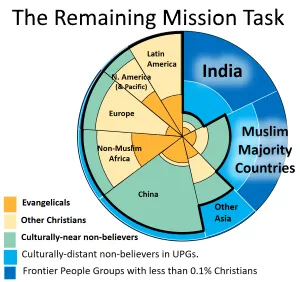 The Remaining Mission Task
Latin
America
India
N. America
(& Pacific)
Europe
Muslim
Majority
Countries
Non-Muslim
Africa
China
Other
Asia
Evangelicals
Other Christians
Culturally-near non-believers
Culturally-distant non-believers in UPGs.
Frontier People Groups with less than 0.1% Christians